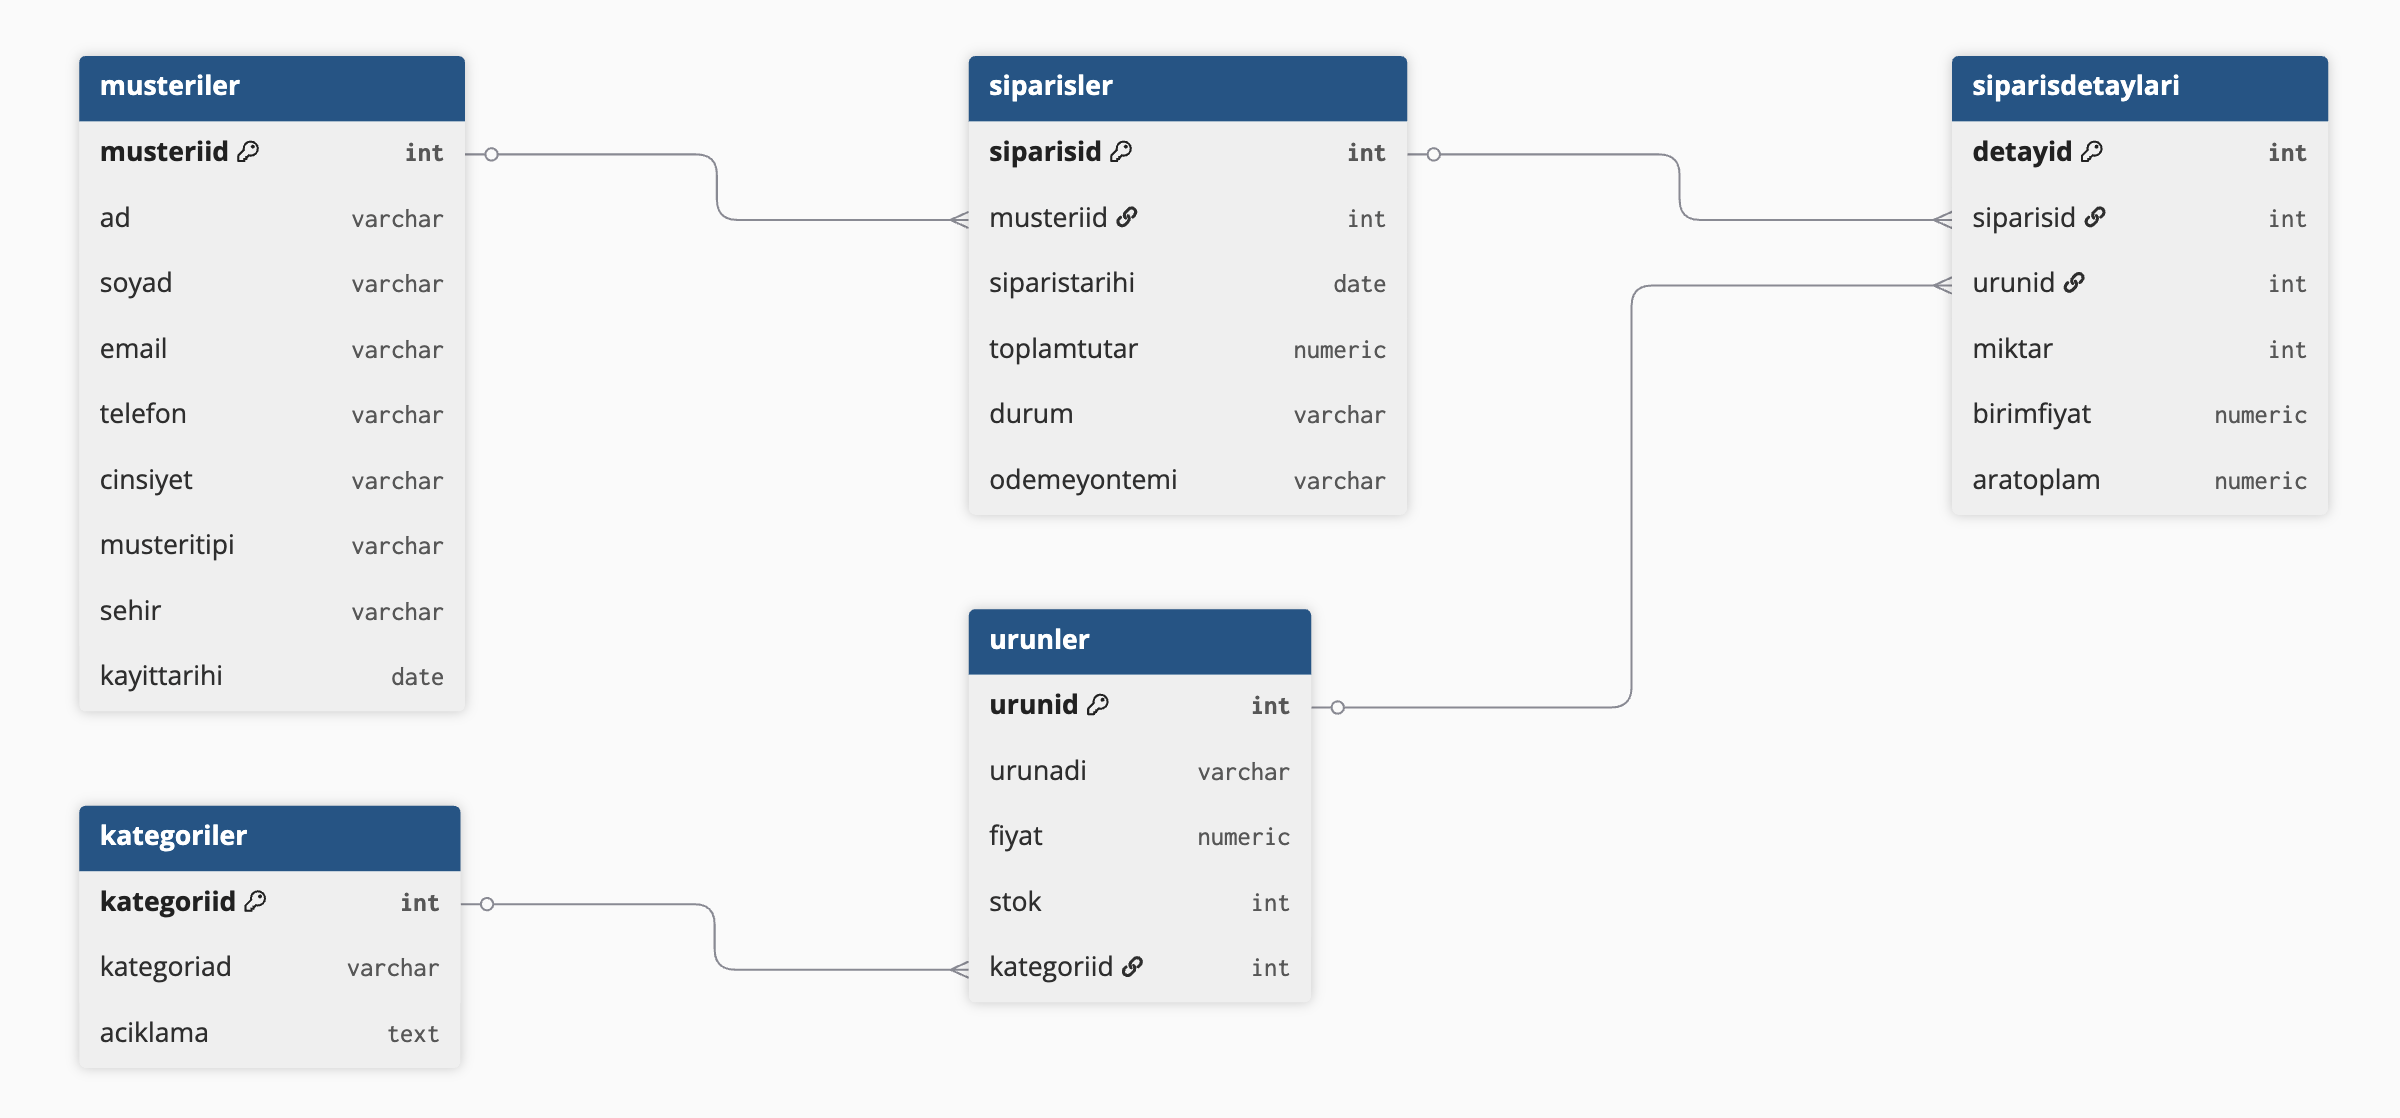 musteriler
musteriid int
ad varchar
soyad varchar
email varchar
telefon varchar
cinsiyet varchar
musteritipi varchar
sehir varchar
kayittarihi date
siparisler
siparisid int
musteriid int
siparistarihi date
toplamtutar numeric
durum varchar
odemeyontemi varchar
siparisdetaylari
detayid int
siparisid int
urunid int
miktar int
birimfiyat numeric
aratoplam numeric
urunler
urunid int
urunadi varchar
fiyat numeric
stok int
kategoriid int
kategoriler
kategoriid int
kategoriad varchar
aciklama text